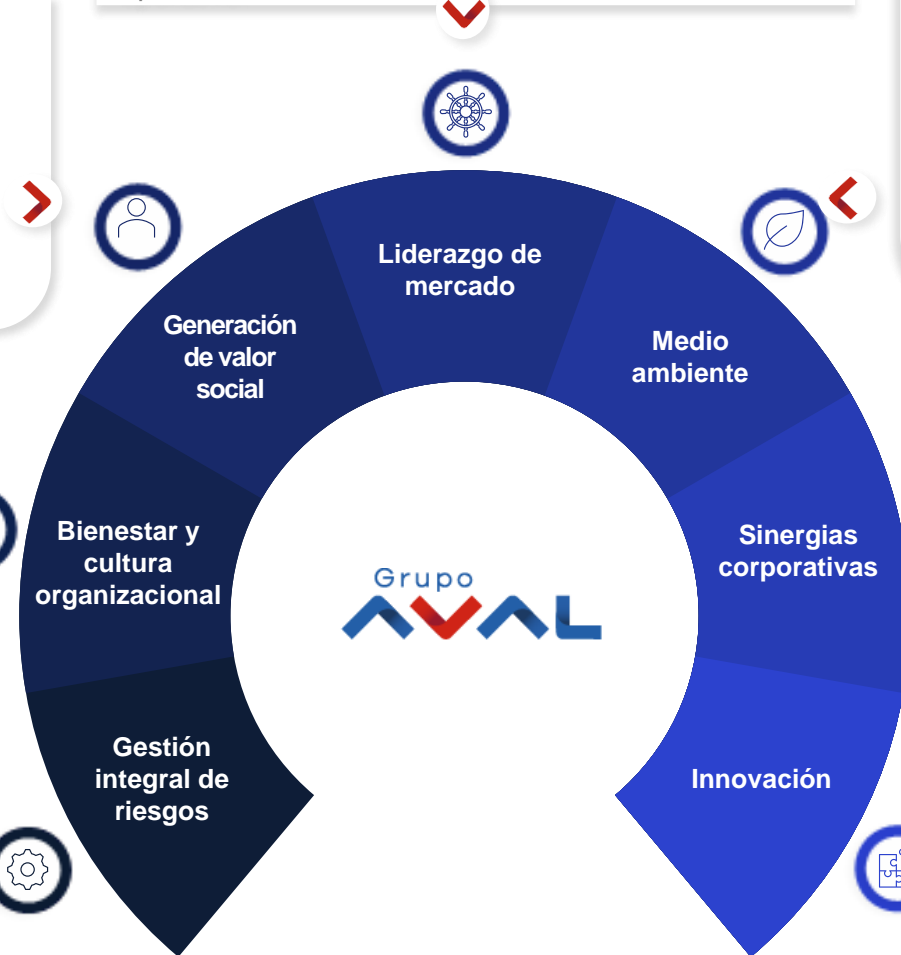 Liderazgo de
mercado
Generación
de valor
social
Medio
ambiente
Bienestar y
cultura
organizacional
Sinergias
corporativas
Grupo
AVAL
Gestión
integral de
riesgos
Innovación